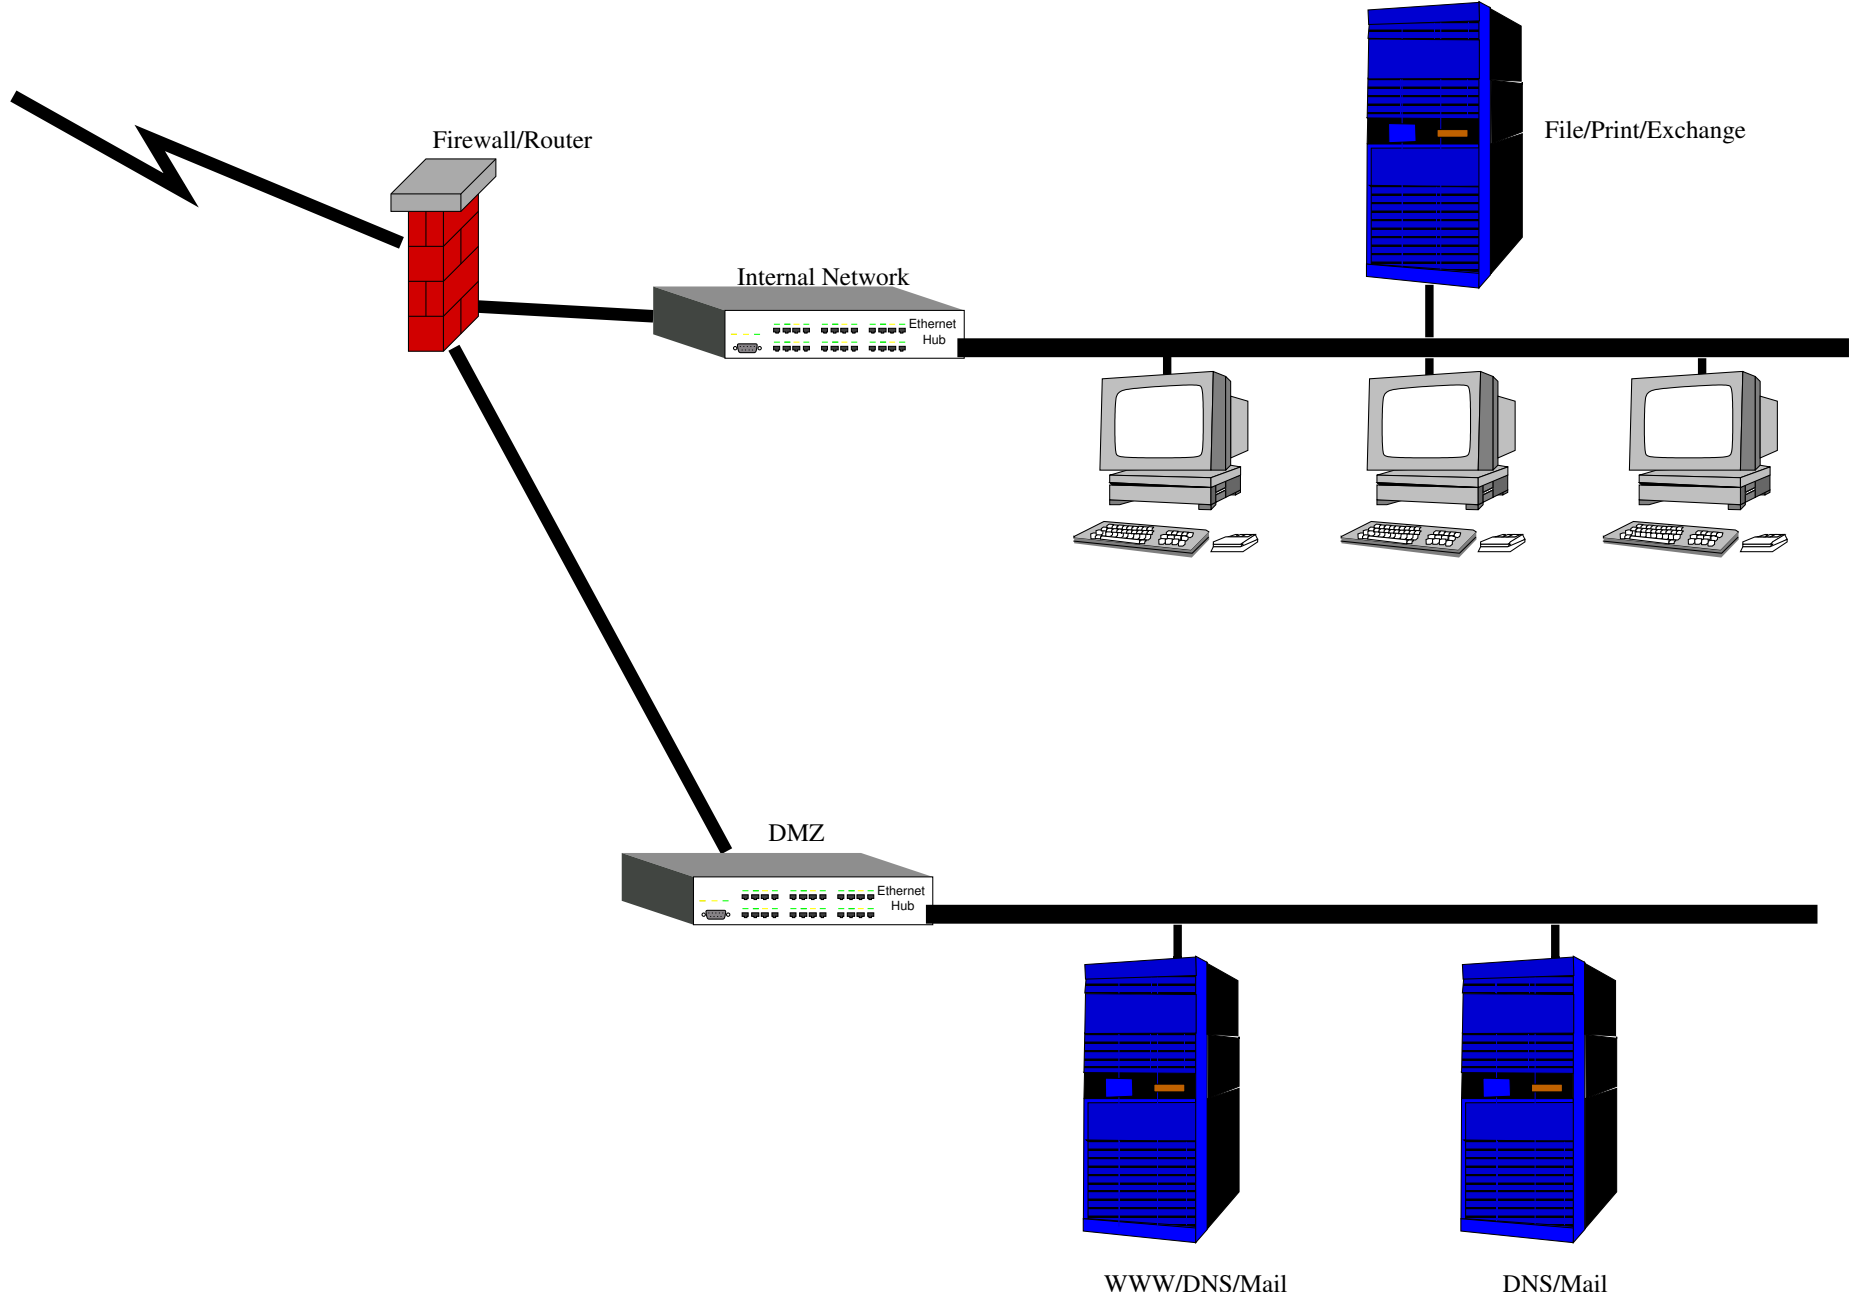 Firewall/Router
File/Print/Exchange
Internal Network
Ethernet
Hub
DMZ
Ethernet
Hub
WWW/DNS/Mail
DNS/Mail